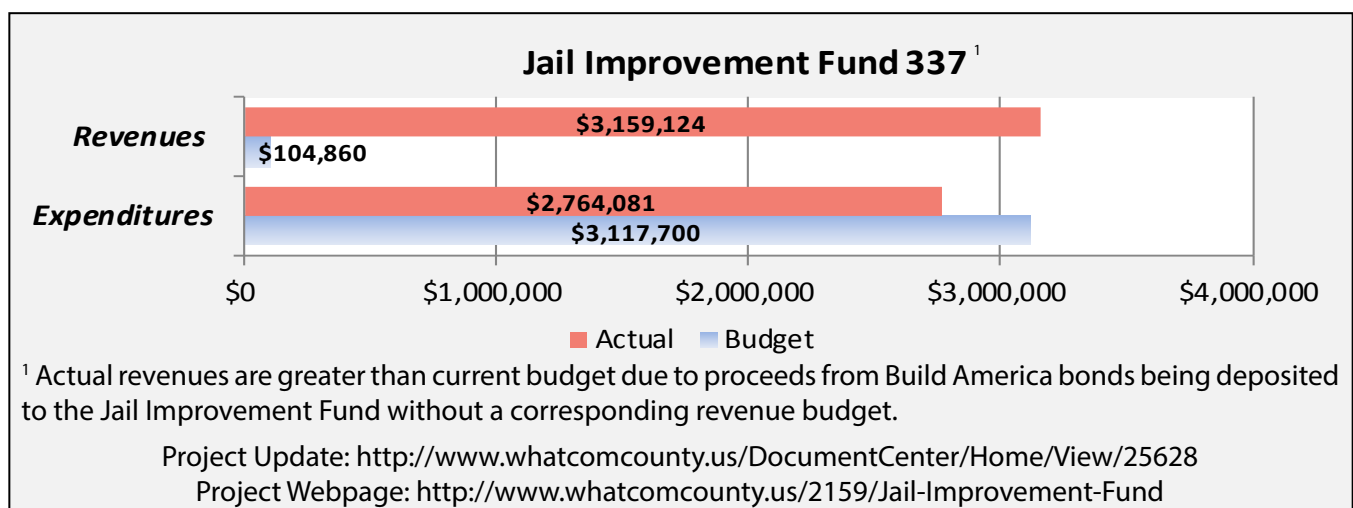 Jail Improvement Fund 337 ¹
Revenues
$3,159,124
$104,860
Expenditures
$2,764,081
$3,117,700
$0 $1,000,000 $2,000,000 $3,000,000 $4,000,000
Actual Budget
¹ Actual revenues are greater than current budget due to proceeds from Build America bonds being deposited
to the Jail Improvement Fund without a corresponding revenue budget.
Project Update: http://www.whatcomcounty.us/DocumentCenter/Home/View/25628
Project Webpage: http://www.whatcomcounty.us/2159/Jail-Improvement-Fund